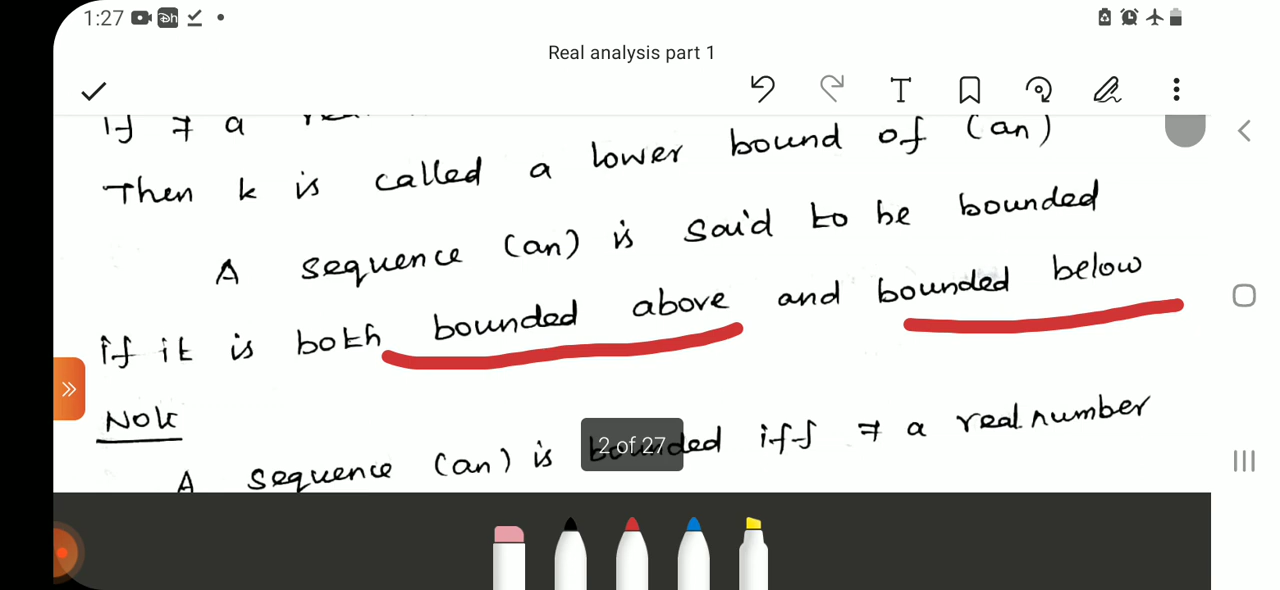 1:27
Real analysis part 1
if ∃ a
Then k is called a lower bound of (an)
A sequence (an) is said to be bounded
if it is both bounded above and bounded below
Note
A sequence (an) is bounded iff ∃ a real number
2 of 27